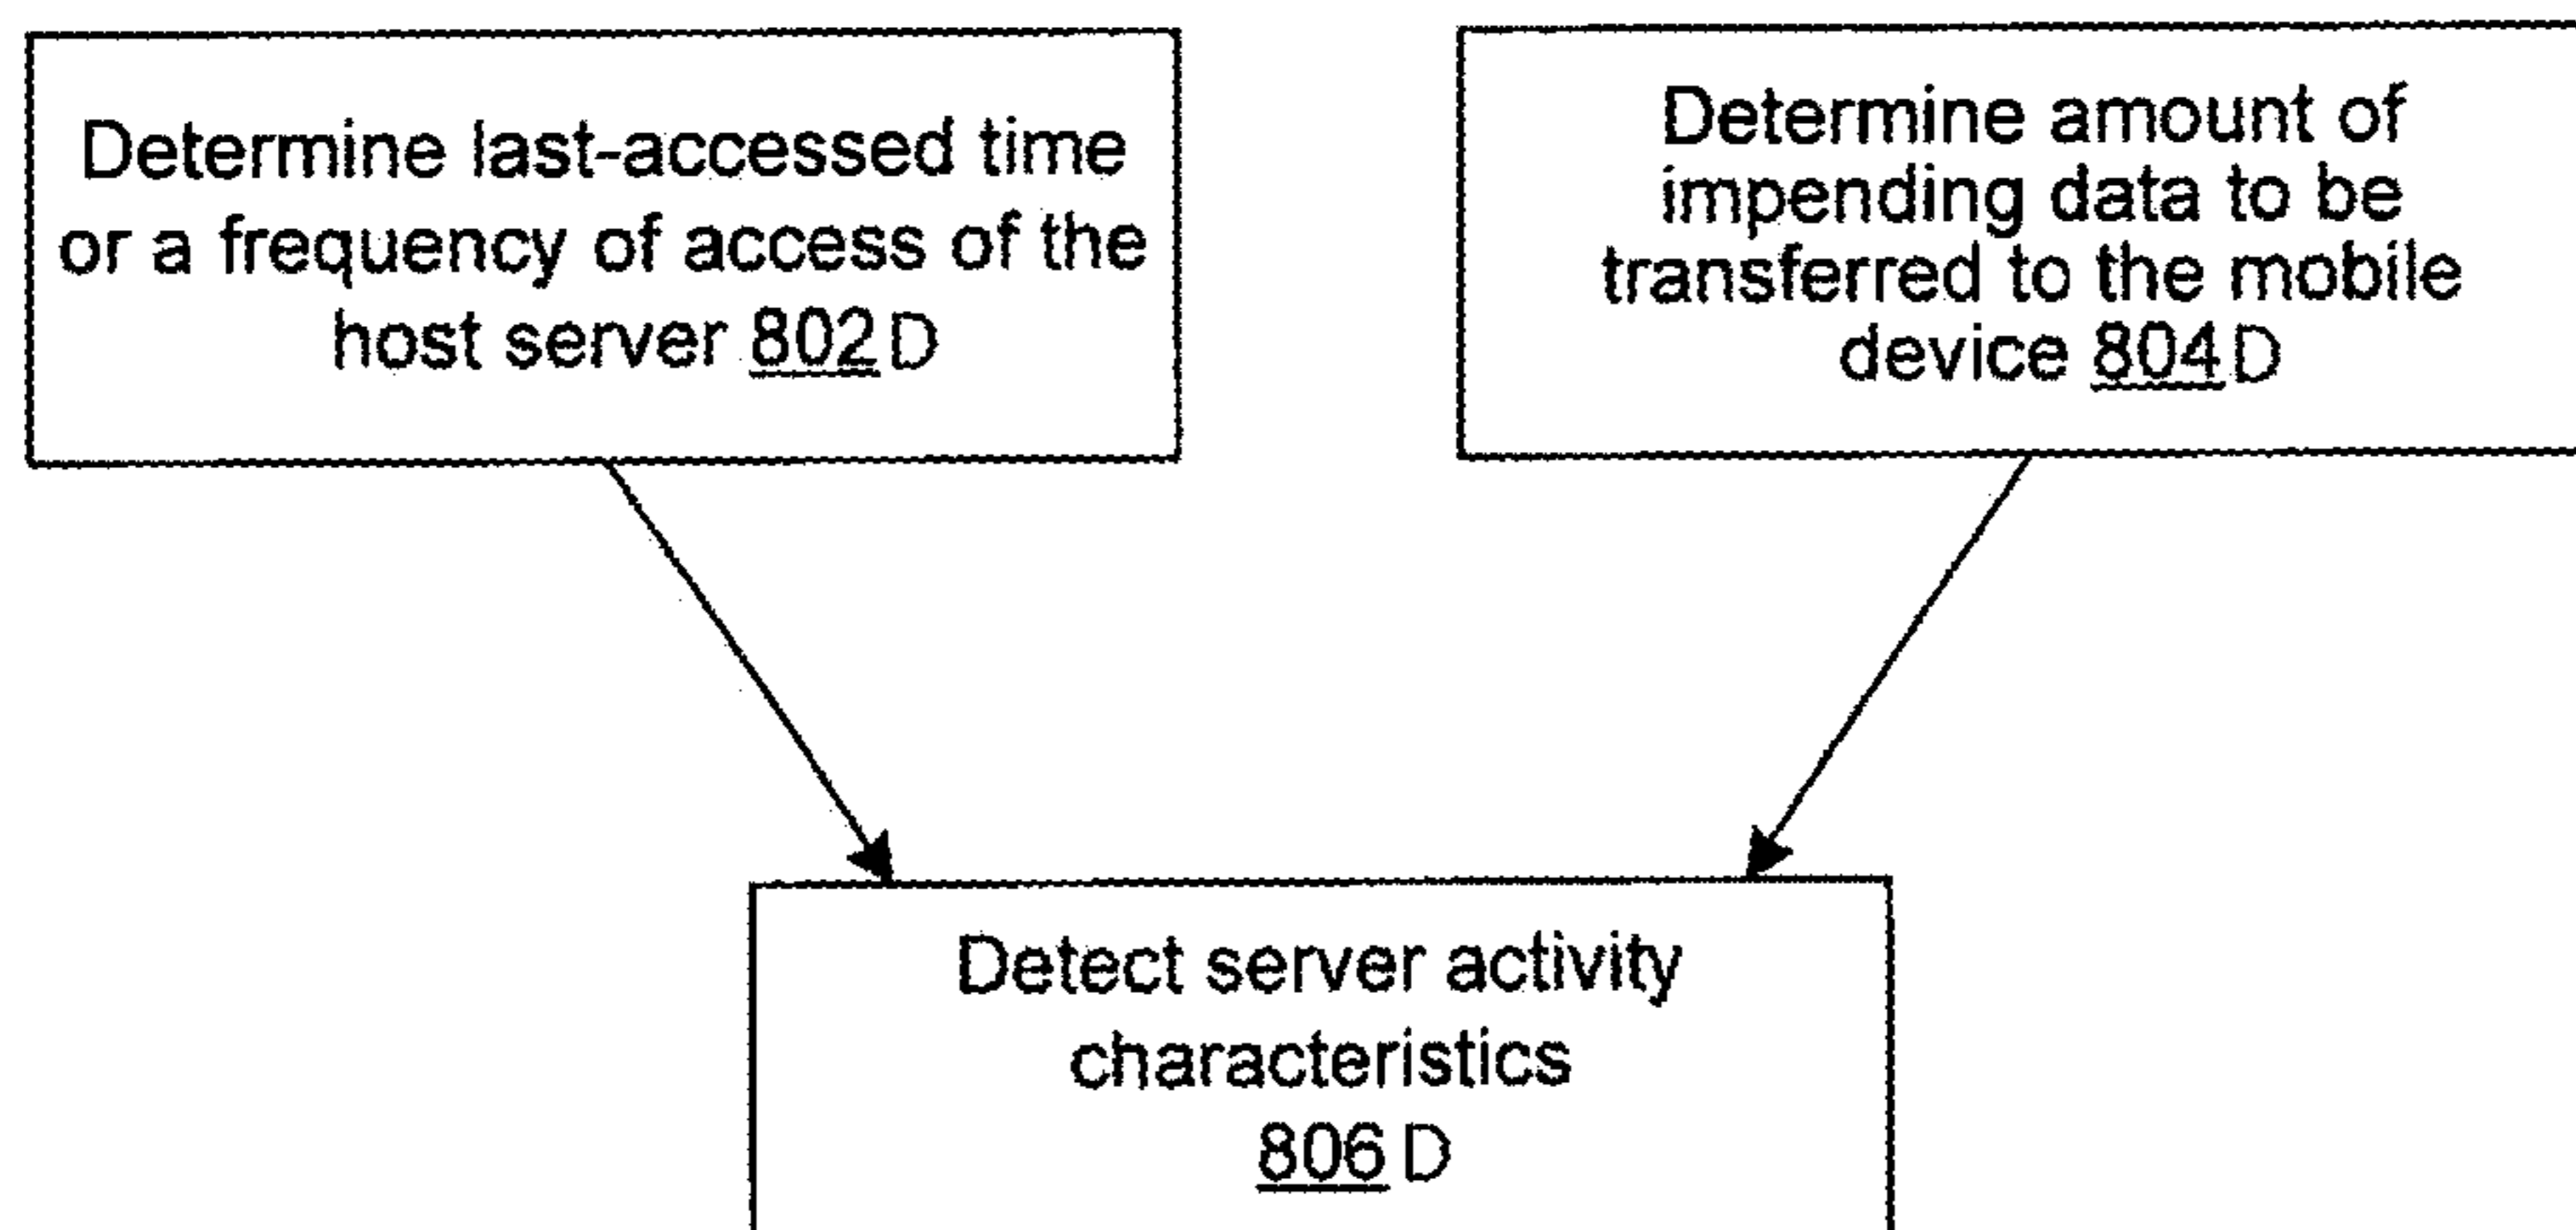 Determine last-accessed time
or a frequency of access of the
host server 802D
Determine amount of
impending data to be
transferred to the mobile
device 804D
Detect server activity
characteristics
806D